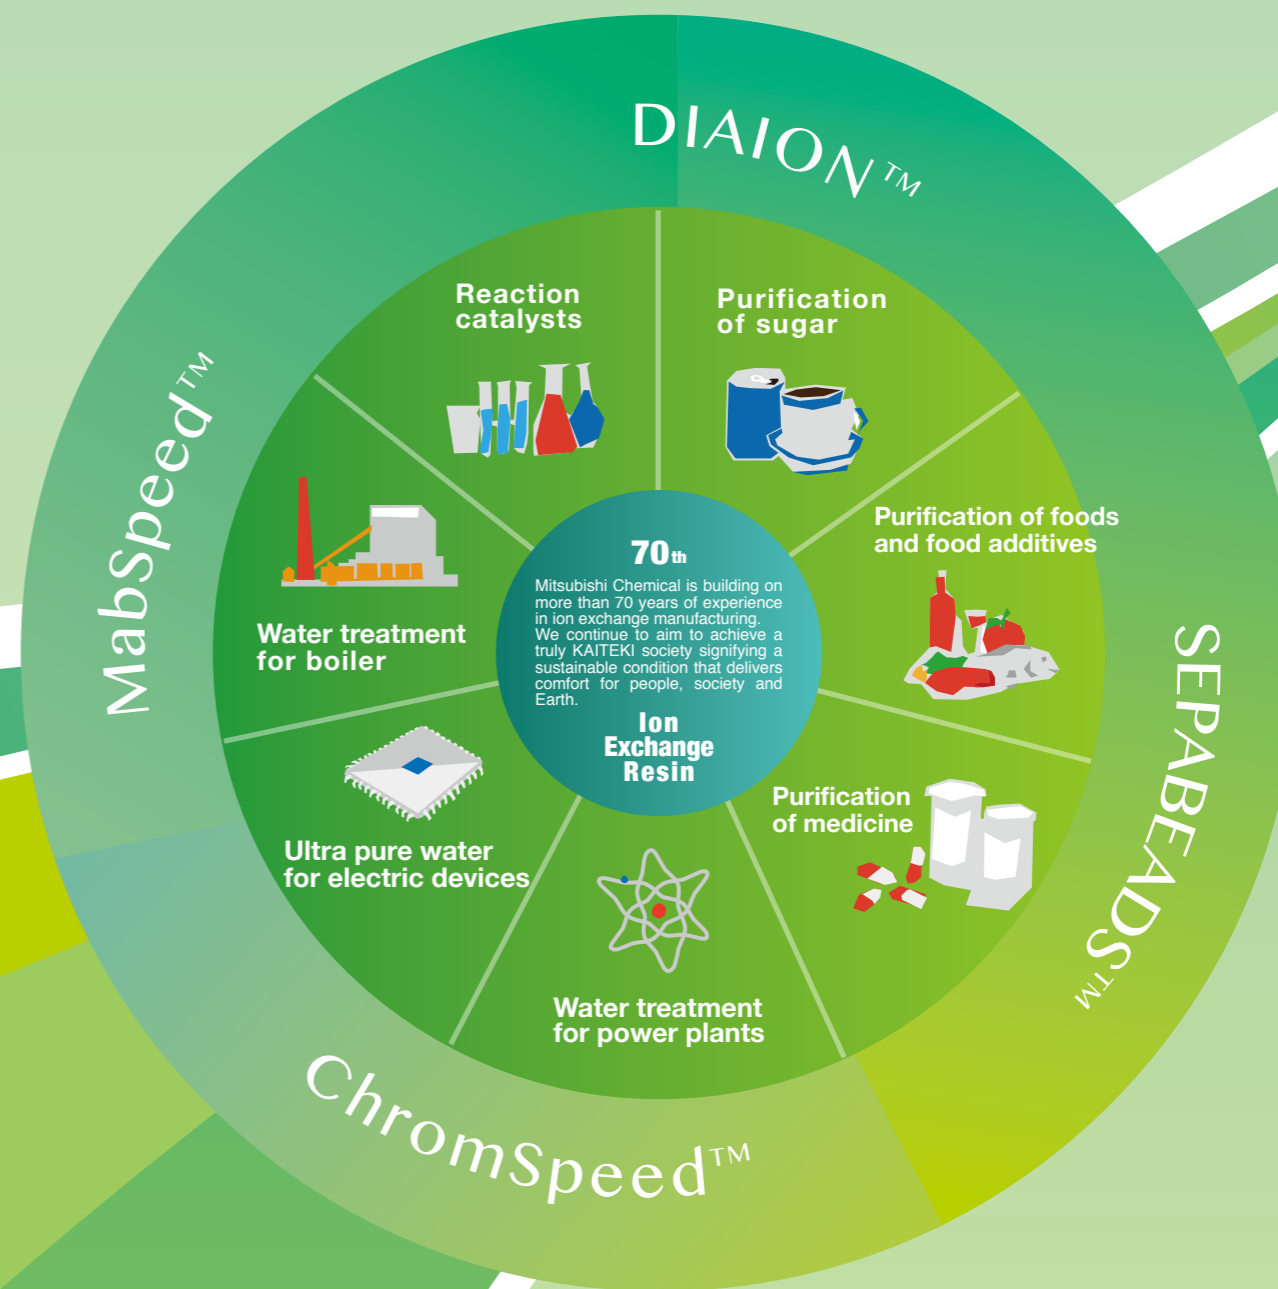 DIAION™
Reaction
catalysts
Purification
of sugar
MabSpeed™
Purification of foods
and food additives
70th
Mitsubishi Chemical is building on
more than 70 years of experience
in ion exchange manufacturing.
We continue to aim to achieve a
truly KAITEKI society signifying a
sustainable condition that delivers
comfort for people, society and
Earth.
Ion
Exchange
Resin
Water treatment
for boiler
SEPABEADS™
Purification
of medicine
Ultra pure water
for electric devices
Water treatment
for power plants
ChromSpeed™